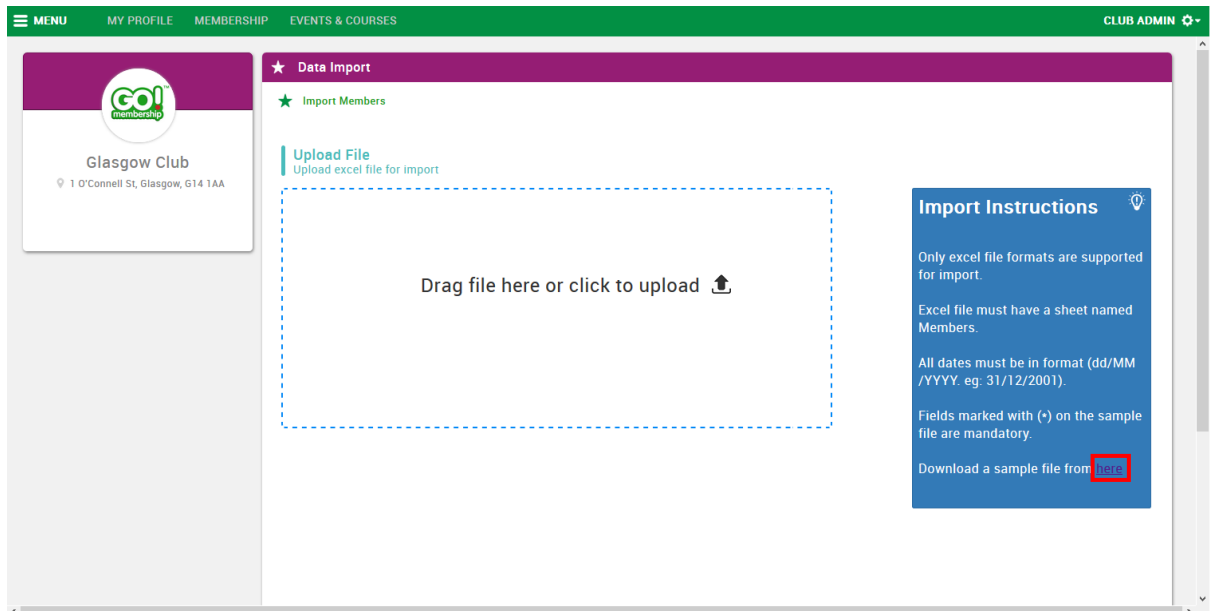 MENU MY PROFILE MEMBERSHIP EVENTS & COURSES CLUB ADMIN
GO!™
membership
Glasgow Club
1 O'Connell St, Glasgow, G14 1AA
Data Import
Import Members
Upload File
Upload excel file for import
Drag file here or click to upload
Import Instructions
Only excel file formats are supported
for import.
Excel file must have a sheet named
Members.
All dates must be in format (dd/MM
/YYYY. eg: 31/12/2001).
Fields marked with (*) on the sample
file are mandatory.
Download a sample file from here